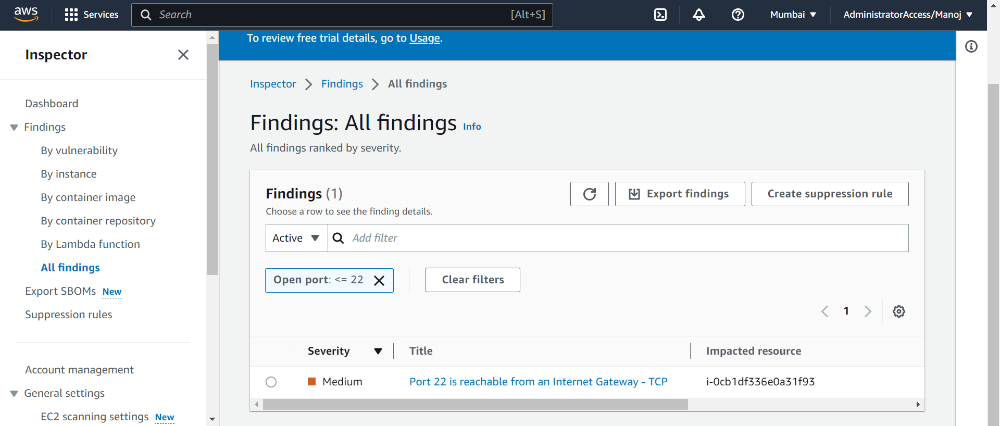 aws
Services
Search
[Alt+S]
Mumbai
AdministratorAccess/Manoj
Inspector
Dashboard
Findings
By vulnerability
By instance
By container image
By container repository
By Lambda function
All findings
Export SBOMs New
Suppression rules
Account management
General settings
EC2 scanning settings New
To review free trial details, go to Usage.
Inspector
Findings
All findings
Findings: All findings Info
All findings ranked by severity.
Findings (1)
Choose a row to see the finding details.
Export findings
Create suppression rule
Active
Add filter
Open port: <= 22
Clear filters
1
Severity
Title
Impacted resource
Medium
Port 22 is reachable from an Internet Gateway - TCP
i-0cb1df336e0a31f93